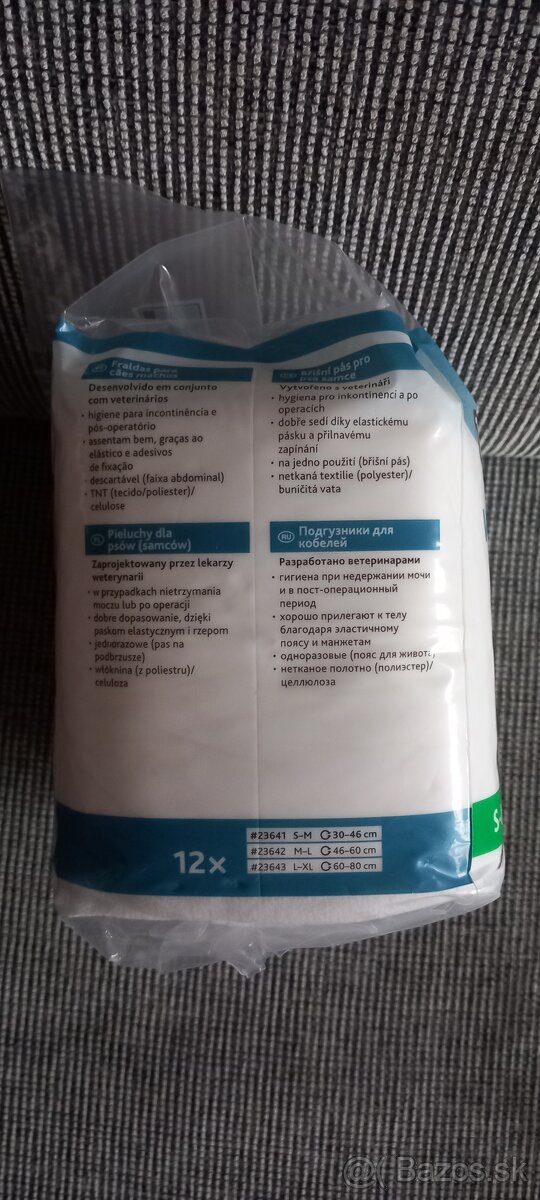 Fraldas para
cães machos
Desenvolvido em conjunto
com veterinários
• higiene para incontinência e
pós-operatório
• assentam bem, graças ao
elástico e adesivos
de fixação
• descartável (faixa abdominal)
• TNT (tecido/poliester)/
celulose
Břišní pás pro
psa samce
Vytvořeno s veterináři
• hygiena pro inkontinenci a po
operacích
• dobře sedí díky elastickému
pásku a přilnavému
zapínání
• na jedno použití (břišní pás)
• netkaná textilie (polyester)/
buničitá vata
PL Pieluchy dla
psów (samców)
Zaprojektowany przez lekarzy
weterynarii
• w przypadkach nietrzymania
moczu lub po operacji
• dobre dopasowanie, dzięki
paskom elastycznym i rzepom
• jednorazowe (pas na
podbrzusze)
• włóknina (z poliestru)/
celuloza
RU Подгузники для
кобелей
Разработано ветеринарами
• гигиена при недержании мочи
и в пост-операционный
период
• хорошо прилегают к телу
благодаря эластичному
поясу и манжетам
• одноразовые (пояс для живота)
• нетканое полотно (полиэстер)/
целлюлоза
12x
#23641 S–M 30–46 cm
#23642 M–L 46–60 cm
#23643 L–XL 60–80 cm
S-
@Bazos.sk